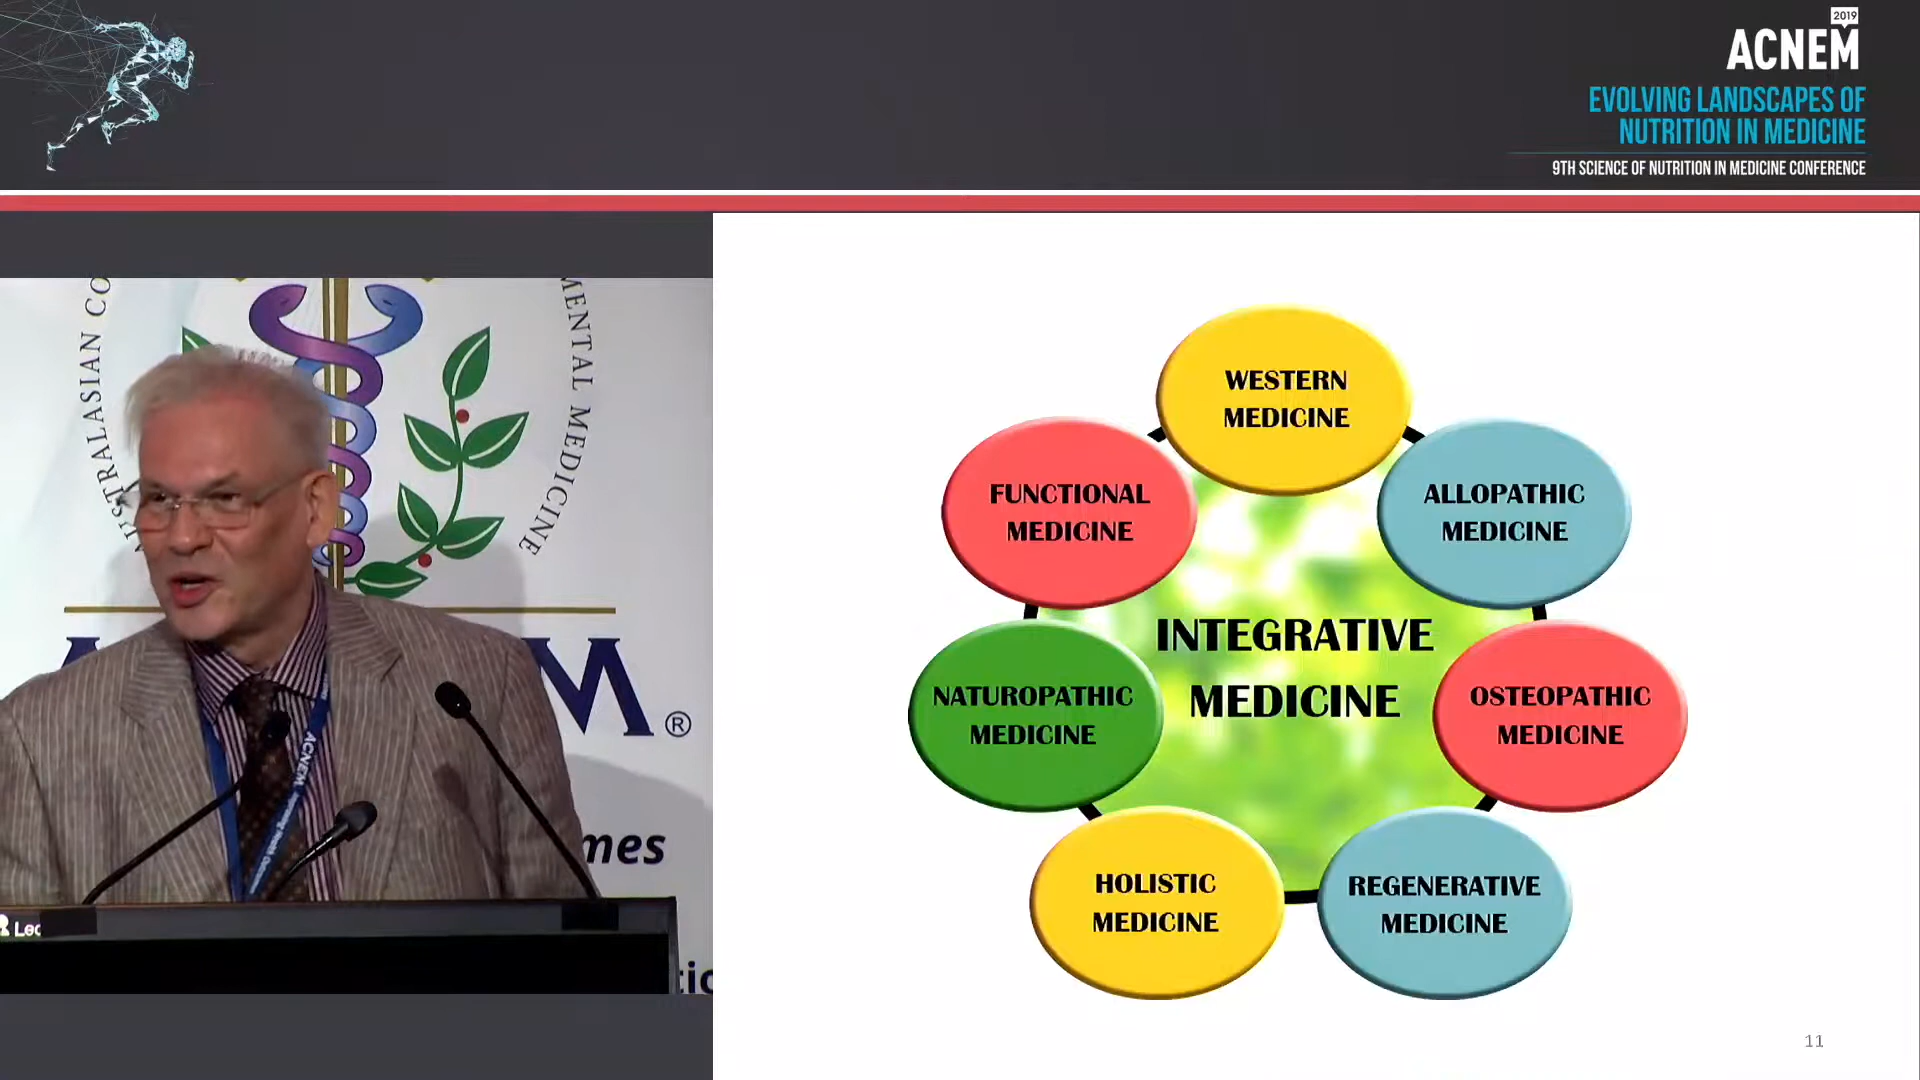 2019
ACNEM
EVOLVING LANDSCAPES OF
NUTRITION IN MEDICINE
9TH SCIENCE OF NUTRITION IN MEDICINE CONFERENCE
MENTAL MEDICINE
M®
ACNEM
WESTERN
MEDICINE
FUNCTIONAL
MEDICINE
ALLOPATHIC
MEDICINE
INTEGRATIVE
MEDICINE
NATUROPATHIC
MEDICINE
OSTEOPATHIC
MEDICINE
HOLISTIC
MEDICINE
REGENERATIVE
MEDICINE
11